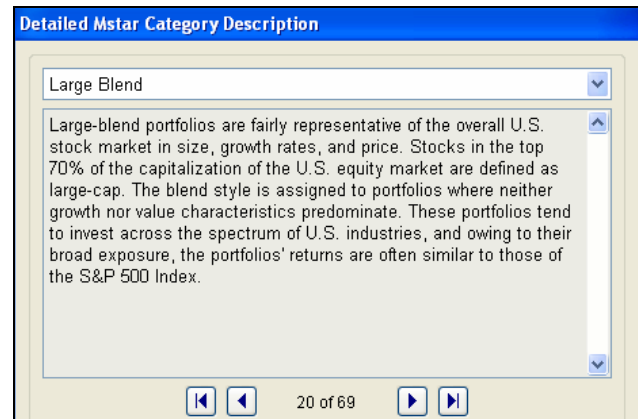 Detailed Mstar Category Description
Large Blend
Large-blend portfolios are fairly representative of the overall U.S.
stock market in size, growth rates, and price. Stocks in the top
70% of the capitalization of the U.S. equity market are defined as
large-cap. The blend style is assigned to portfolios where neither
growth nor value characteristics predominate. These portfolios tend
to invest across the spectrum of U.S. industries, and owing to their
broad exposure, the portfolios' returns are often similar to those of
the S&P 500 Index.
20 of 69